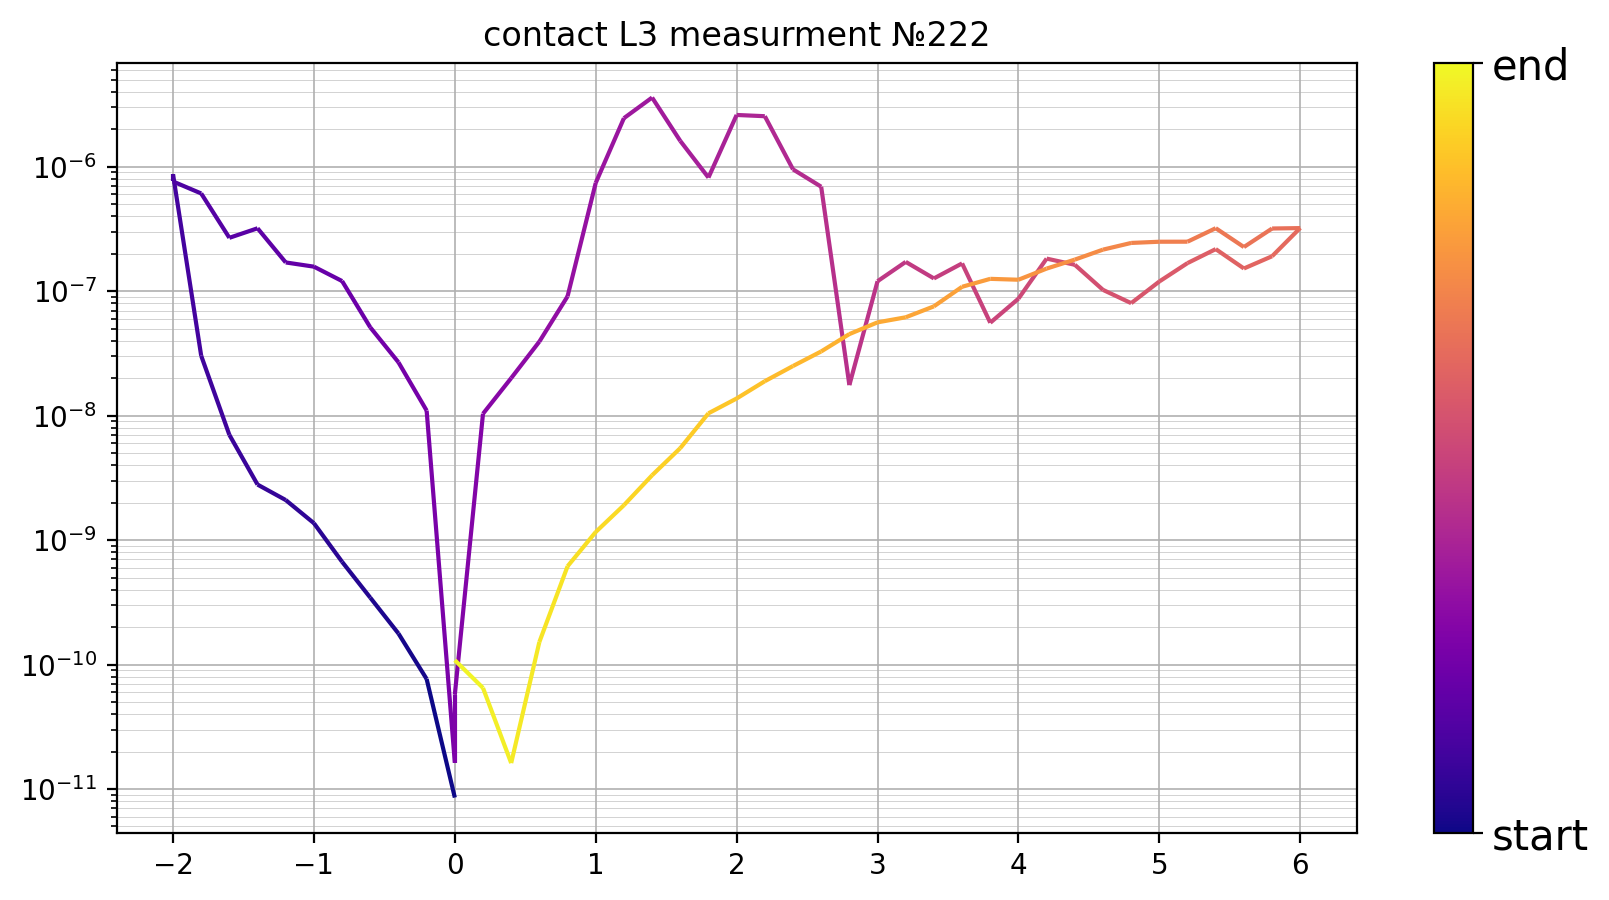 contact L3 measurment №222
10⁻⁶
10⁻⁷
10⁻⁸
10⁻⁹
10⁻¹⁰
10⁻¹¹
−2 −1 0 1 2 3 4 5 6
end
start